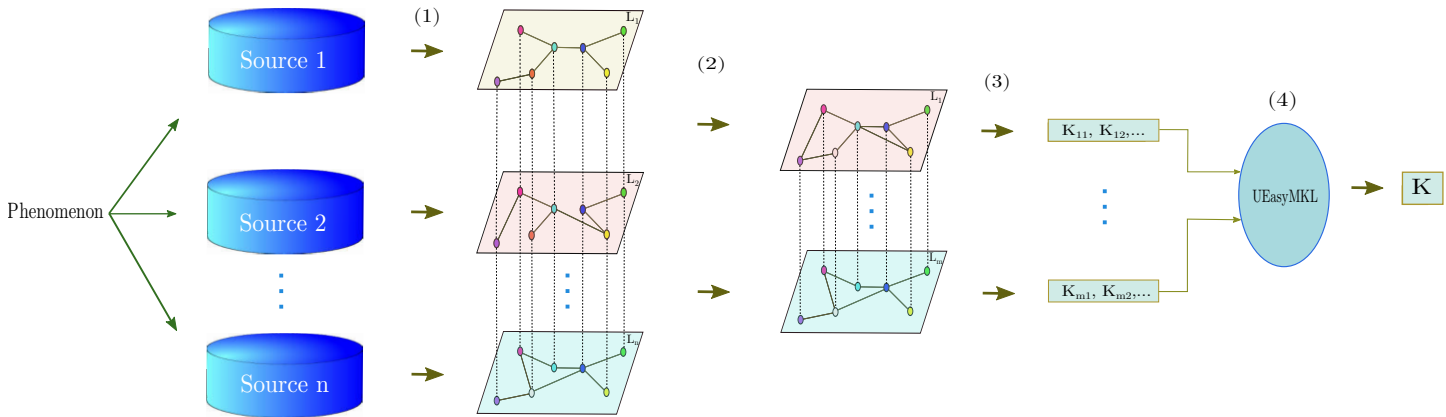 Phenomenon
Source 1
Source 2
Source n
(1)
L1
L2
Ln
(2)
L1
Lm
(3)
K11, K12,...
Km1, Km2,...
(4)
UEasyMKL
K